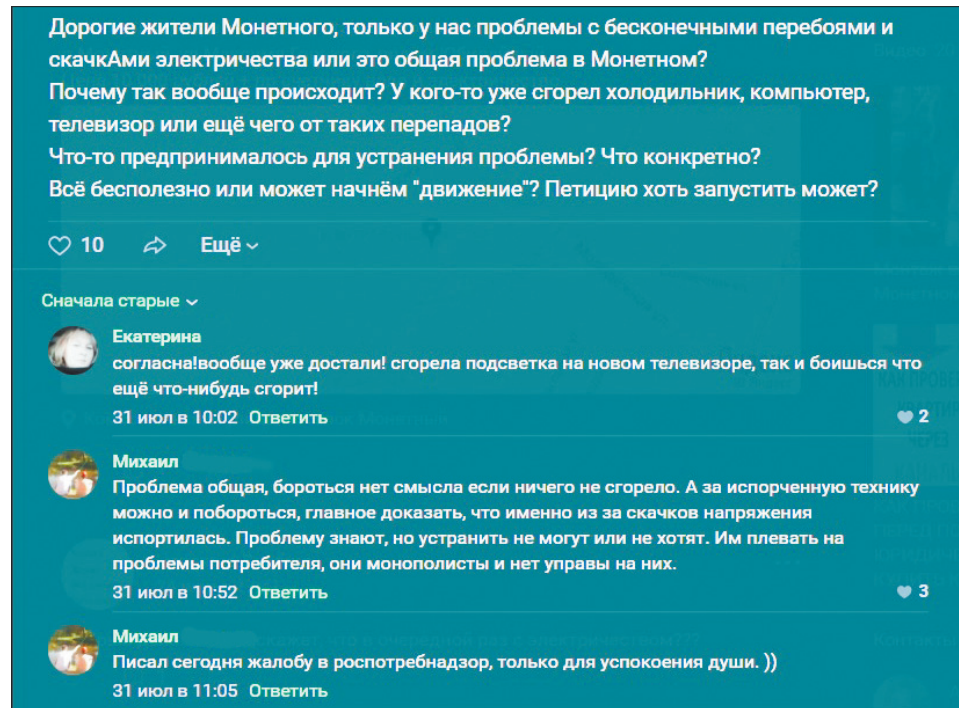 Дорогие жители Монетного, только у нас проблемы с бесконечными перебоями и
скачкАми электричества или это общая проблема в Монетном?
Почему так вообще происходит? У кого-то уже сгорел холодильник, компьютер,
телевизор или ещё чего от таких перепадов?
Что-то предпринималось для устранения проблемы? Что конкретно?
Всё бесполезно или может начнём "движение"? Петицию хоть запустить может?
10
Ещё
Сначала старые
Екатерина
согласна!вообще уже достали! сгорела подсветка на новом телевизоре, так и боишься что
ещё что-нибудь сгорит!
31 июл в 10:02 Ответить
2
Михаил
Проблема общая, бороться нет смысла если ничего не сгорело. А за испорченную технику
можно и побороться, главное доказать, что именно из за скачков напряжения
испортилась. Проблему знают, но устранить не могут или не хотят. Им плевать на
проблемы потребителя, они монополисты и нет управы на них.
31 июл в 10:52 Ответить
3
Михаил
Писал сегодня жалобу в роспотребнадзор, только для успокоения души. ))
31 июл в 11:05 Ответить